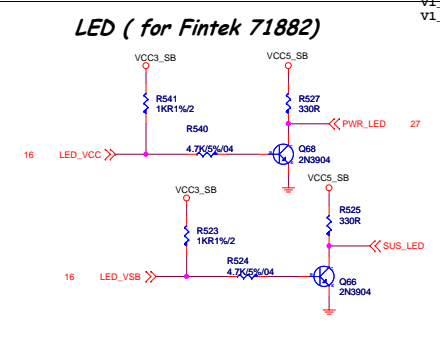 V1_
V1_
LED ( for Fintek 71882)
VCC3_SB
VCC5_SB
R541
1KR1%/2
R527
330R
PWR_LED 27
R540
4.7K/5%/04
16 LED_VCC
Q68
2N3904
VCC3_SB
VCC5_SB
R523
1KR1%/2
R525
330R
SUS_LED
R524
4.7K/5%/04
16 LED_VSB
Q66
2N3904